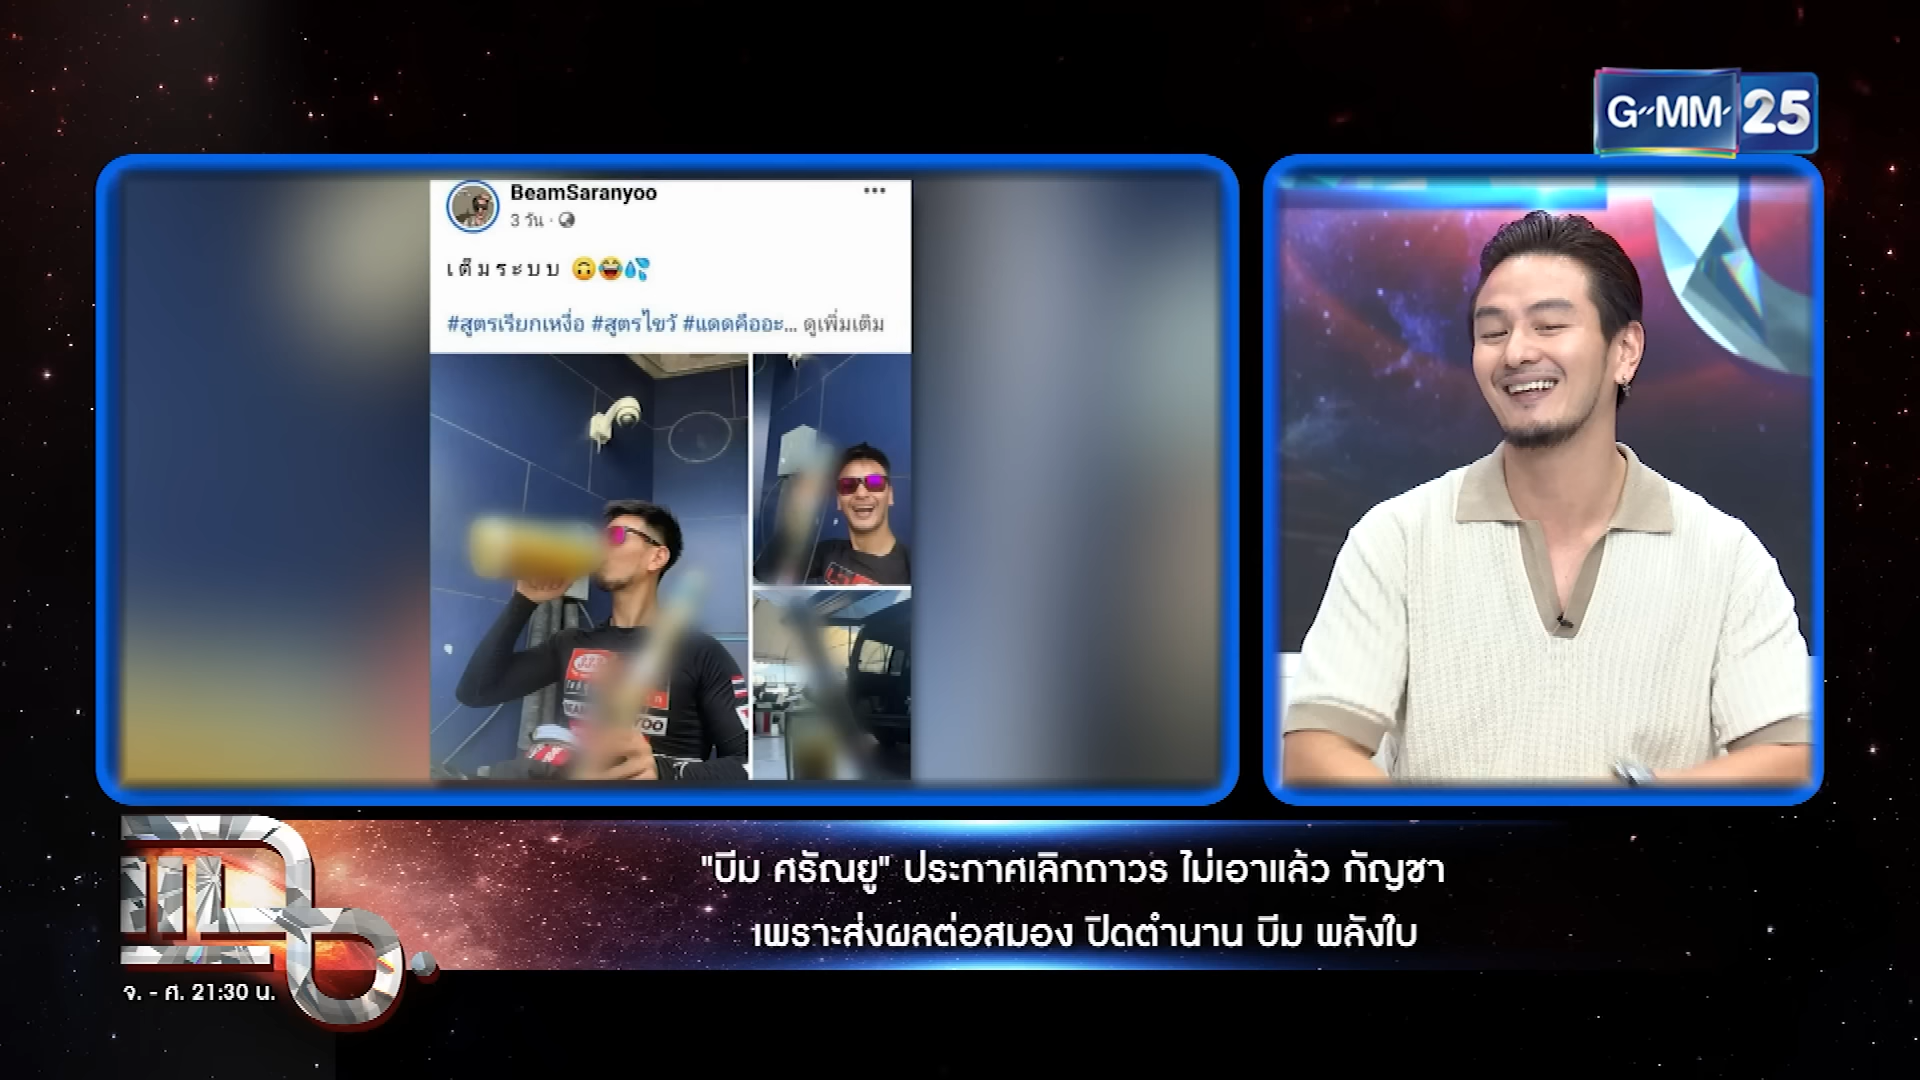 G"MM' 25
BeamSaranyoo
3 วัน
เต็มระบบ 🙃😂💦
#สูตรเรียกเหงื่อ #สูตรไขว้ #แดดคืออะ... ดูเพิ่มเติม
แฉ
"บีม ศรัณยู" ประกาศเลิกถาวร ไม่เอาแล้ว กัญชา
เพราะส่งผลต่อสมอง ปิดตำนาน บีม พลังใบ
จ. - ศ. 21:30 น.